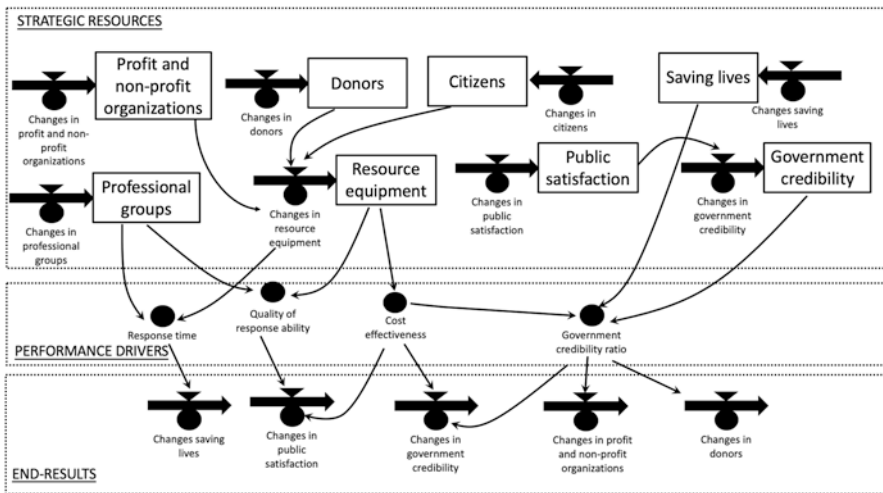 STRATEGIC RESOURCES
Profit and
non-profit
organizations
Changes in
profit and non-
profit
organizations
Donors
Changes in
donors
Citizens
Changes in
citizens
Saving lives
Changes saving
lives
Professional
groups
Changes in
professional
groups
Resource
equipment
Changes in
resource
equipment
Public
satisfaction
Changes in
public
satisfaction
Government
credibility
Changes in
government
credibility
Response time
Quality of
response ability
Cost
effectiveness
Government
credibility ratio
PERFORMANCE DRIVERS
Changes saving
lives
Changes in
public
satisfaction
Changes in
government
credibility
Changes in profit
and non-profit
organizations
Changes in
donors
END-RESULTS